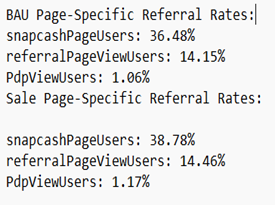 BAU Page-Specific Referral Rates:
snapcashPageUsers: 36.48%
referralPageViewUsers: 14.15%
PdpViewUsers: 1.06%
Sale Page-Specific Referral Rates:
snapcashPageUsers: 38.78%
referralPageViewUsers: 14.46%
PdpViewUsers: 1.17%